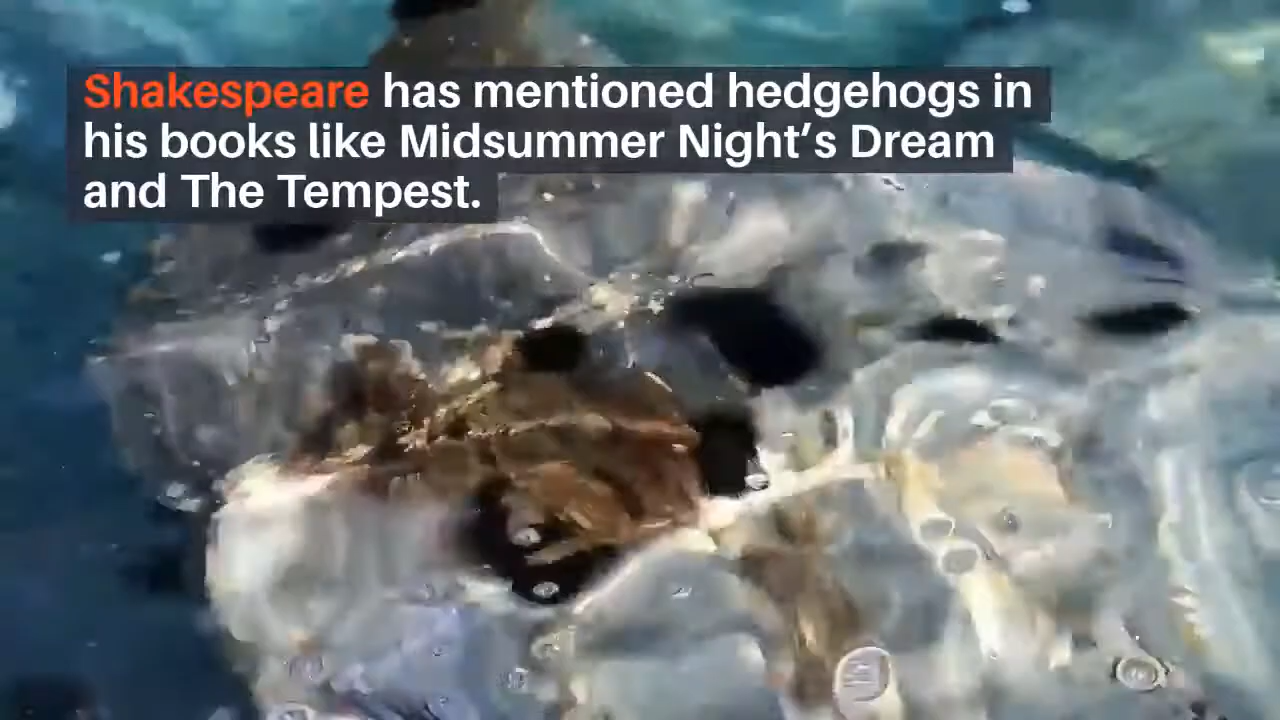 Shakespeare has mentioned hedgehogs in
his books like Midsummer Night’s Dream
and The Tempest.